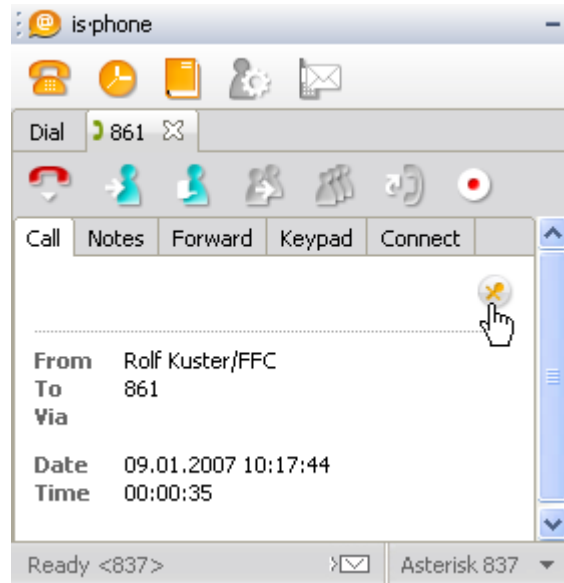 is·phone
Dial 861
Call Notes Forward Keypad Connect
From Rolf Kuster/FFC
To 861
Via
Date 09.01.2007 10:17:44
Time 00:00:35
Ready <837> Asterisk 837